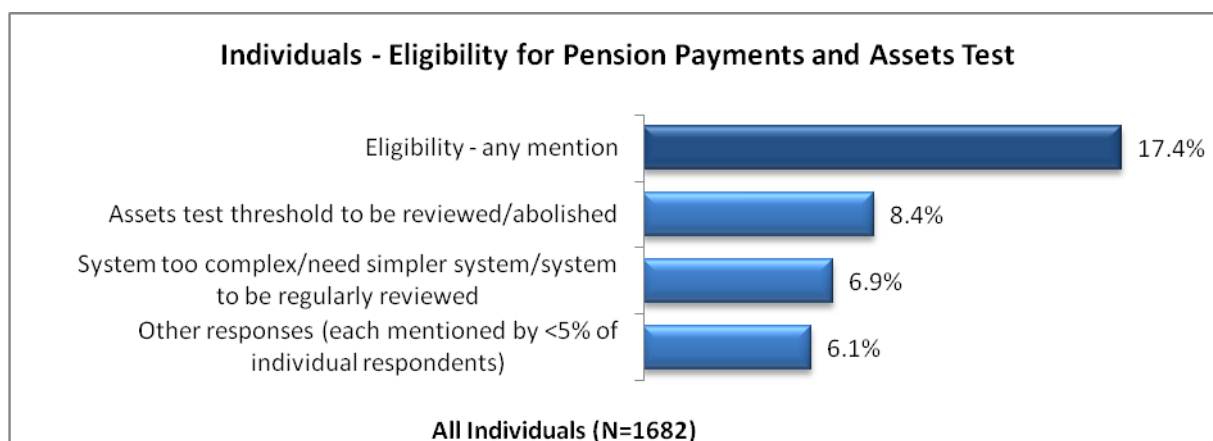 Individuals - Eligibility for Pension Payments and Assets Test
Eligibility - any mention
17.4%
Assets test threshold to be reviewed/abolished
8.4%
System too complex/need simpler system/system
to be regularly reviewed
6.9%
Other responses (each mentioned by <5% of
individual respondents)
6.1%
All Individuals (N=1682)